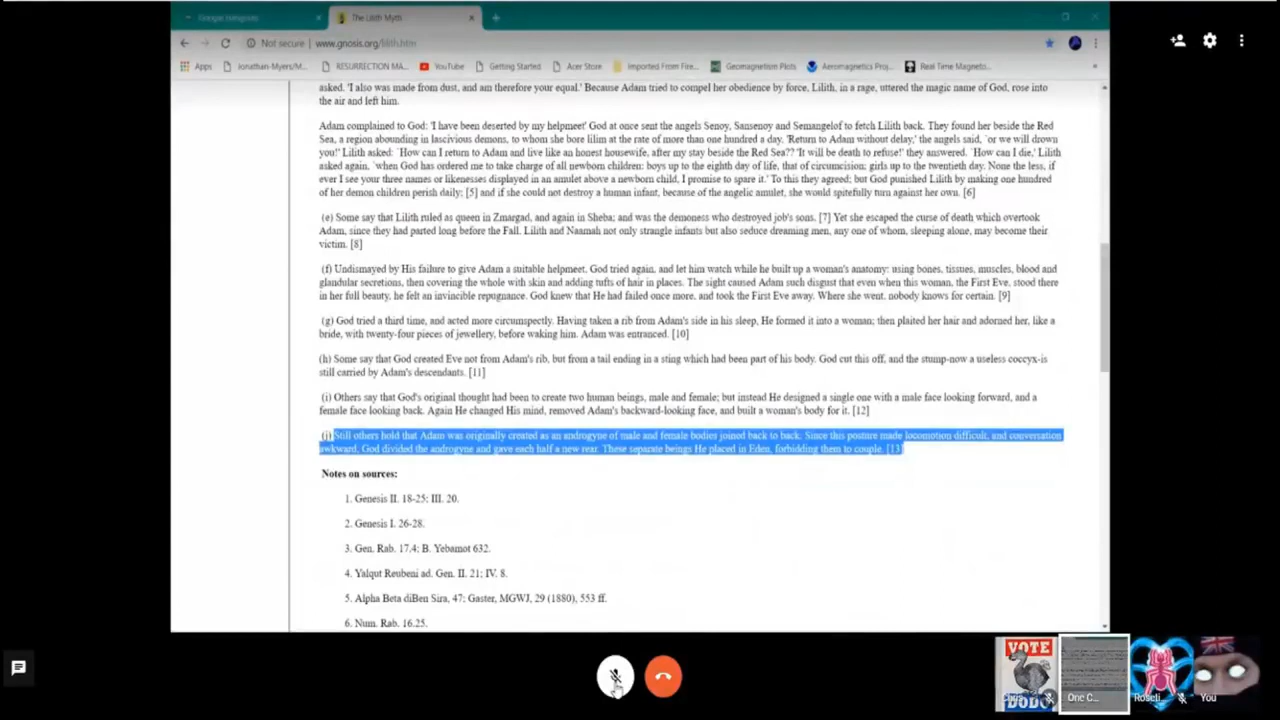 Google Hangouts
The Lilith Myth
Not secure | www.gnosis.org/lilith.htm
Apps Jonathan-Myers/M... RESURRECTION MA... YouTube Getting Started Acer Store Imported From Fire... Geomagnetism Plots Aeromagnetics Proj... Real Time Magneto...
asked. 'I also was made from dust, and am therefore your equal.' Because Adam tried to compel her obedience by force, Lilith, in a rage, uttered the magic name of God, rose into
the air and left him.
Adam complained to God: 'I have been deserted by my helpmeet' God at once sent the angels Senoy, Sansenoy and Semangelof to fetch Lilith back. They found her beside the Red
Sea, a region abounding in lascivious demons, to whom she bore lilim at the rate of more than one hundred a day. 'Return to Adam without delay,' the angels said, `or we will drown
you!' Lilith asked: `How can I return to Adam and live like an honest housewife, after my stay beside the Red Sea?? 'It will be death to refuse!' they answered. `How can I die,' Lilith
asked again, `when God has ordered me to take charge of all newborn children: boys up to the eighth day of life, that of circumcision; girls up to the twentieth day. None the less, if
ever I see your three names or likenesses displayed in an amulet above a newborn child, I promise to spare it.' To this they agreed; but God punished Lilith by making one hundred
of her demon children perish daily; [5] and if she could not destroy a human infant, because of the angelic amulet, she would spitefully turn against her own. [6]
(e) Some say that Lilith ruled as queen in Zmargad, and again in Sheba; and was the demoness who destroyed job's sons. [7] Yet she escaped the curse of death which overtook
Adam, since they had parted long before the Fall. Lilith and Naamah not only strangle infants but also seduce dreaming men, any one of whom, sleeping alone, may become their
victim. [8]
(f) Undismayed by His failure to give Adam a suitable helpmeet, God tried again, and let him watch while he built up a woman's anatomy: using bones, tissues, muscles, blood and
glandular secretions, then covering the whole with skin and adding tufts of hair in places. The sight caused Adam such disgust that even when this woman, the First Eve, stood there
in her full beauty, he felt an invincible repugnance. God knew that He had failed once more, and took the First Eve away. Where she went, nobody knows for certain. [9]
(g) God tried a third time, and acted more circumspectly. Having taken a rib from Adam's side in his sleep, He formed it into a woman; then plaited her hair and adorned her, like a
bride, with twenty-four pieces of jewellery, before waking him. Adam was entranced. [10]
(h) Some say that God created Eve not from Adam's rib, but from a tail ending in a sting which had been part of his body. God cut this off, and the stump-now a useless coccyx-is
still carried by Adam's descendants. [11]
(i) Others say that God's original thought had been to create two human beings, male and female; but instead He designed a single one with a male face looking forward, and a
female face looking back. Again He changed His mind, removed Adam's backward-looking face, and built a woman's body for it. [12]
(j) Still others hold that Adam was originally created as an androgyne of male and female bodies joined back to back. Since this posture made locomotion difficult, and conversation
awkward, God divided the androgyne and gave each half a new rear. These separate beings He placed in Eden, forbidding them to couple. [13]
Notes on sources:
1. Genesis II. 18-25; III. 20.
2. Genesis I. 26-28.
3. Gen. Rab. 17.4; B. Yebamot 632.
4. Yalqut Reubeni ad. Gen. II. 21; IV. 8.
5. Alpha Beta diBen Sira, 47; Gaster, MGWJ, 29 (1880), 553 ff.
6. Num. Rab. 16.25.
VOTE
DODO
One C...
Roseti...
You